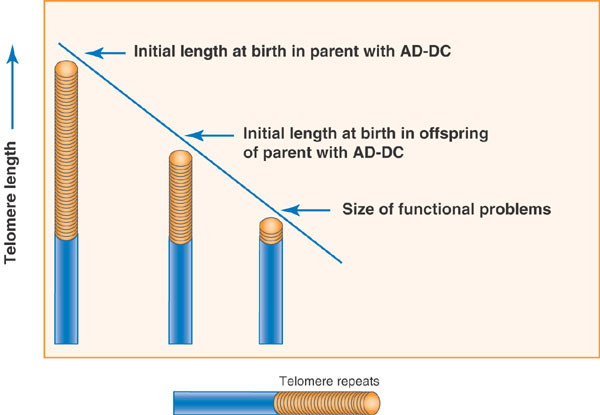 Initial length at birth in parent with AD-DC
Initial length at birth in offspring
of parent with AD-DC
Size of functional problems
Telomere length
Telomere repeats